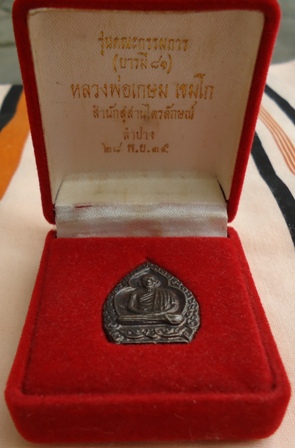 รุ่นคณะกรรมการ
(บารมี ๘๑)
หลวงพ่อเกษม เขมโก
สำนักสุสานไตรลักษณ์
ลำปาง
๒๘ พ.ย. ๓๕